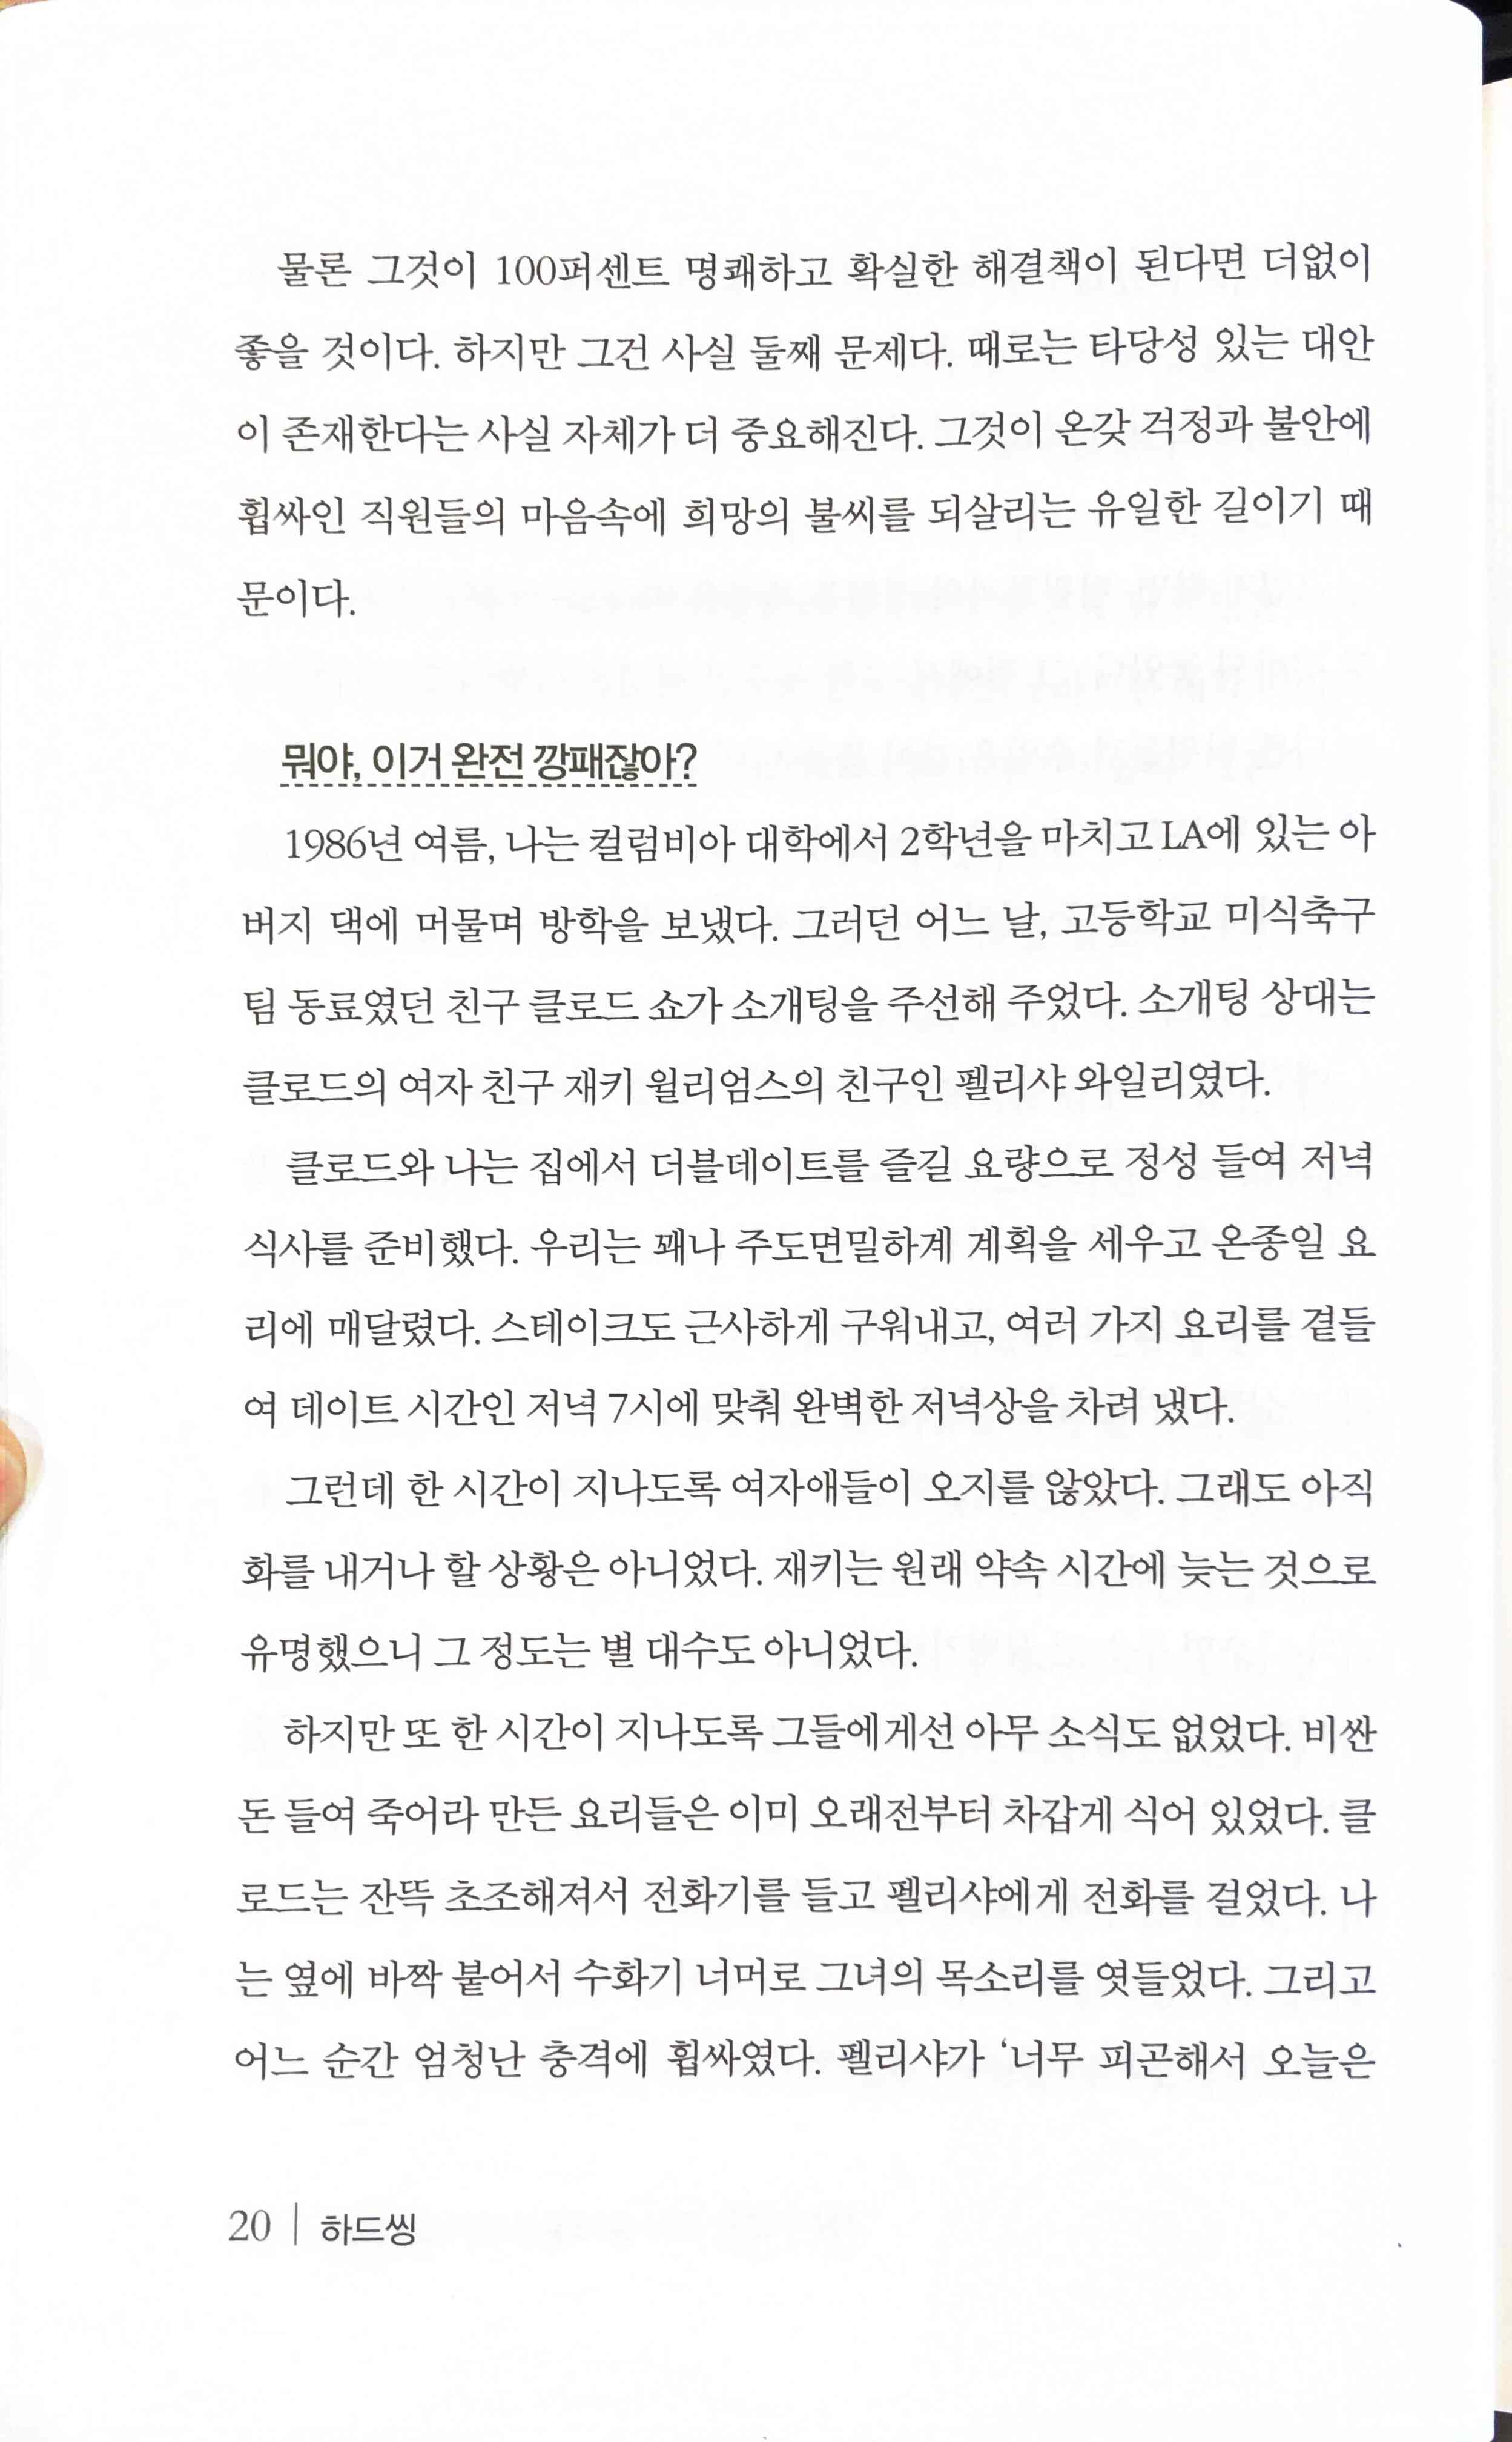 물론 그것이 100퍼센트 명쾌하고 확실한 해결책이 된다면 더없이
좋을 것이다. 하지만 그건 사실 둘째 문제다. 때로는 타당성 있는 대안
이 존재한다는 사실 자체가 더 중요해진다. 그것이 온갖 걱정과 불안에
휩싸인 직원들의 마음속에 희망의 불씨를 되살리는 유일한 길이기 때
문이다.
뭐야, 이거 완전 깡패잖아?
1986년 여름, 나는 컬럼비아 대학에서 2학년을 마치고 LA에 있는 아
버지 댁에 머물며 방학을 보냈다. 그러던 어느 날, 고등학교 미식축구
팀 동료였던 친구 클로드 쇼가 소개팅을 주선해 주었다. 소개팅 상대는
클로드의 여자 친구 재키 윌리엄스의 친구인 펠리샤 와일리였다.
클로드와 나는 집에서 더블데이트를 즐길 요량으로 정성 들여 저녁
식사를 준비했다. 우리는 꽤나 주도면밀하게 계획을 세우고 온종일 요
리에 매달렸다. 스테이크도 근사하게 구워내고, 여러 가지 요리를 곁들
여 데이트 시간인 저녁 7시에 맞춰 완벽한 저녁상을 차려 냈다.
그런데 한 시간이 지나도록 여자애들이 오지를 않았다. 그래도 아직
화를 내거나 할 상황은 아니었다. 재키는 원래 약속 시간에 늦는 것으로
유명했으니 그 정도는 별 대수도 아니었다.
하지만 또 한 시간이 지나도록 그들에게선 아무 소식도 없었다. 비싼
돈 들여 죽어라 만든 요리들은 이미 오래전부터 차갑게 식어 있었다. 클
로드는 잔뜩 초조해져서 전화기를 들고 펠리샤에게 전화를 걸었다. 나
는 옆에 바짝 붙어서 수화기 너머로 그녀의 목소리를 엿들었다. 그리고
어느 순간 엄청난 충격에 휩싸였다. 펠리샤가 ‘너무 피곤해서 오늘은
20 | 하드씽